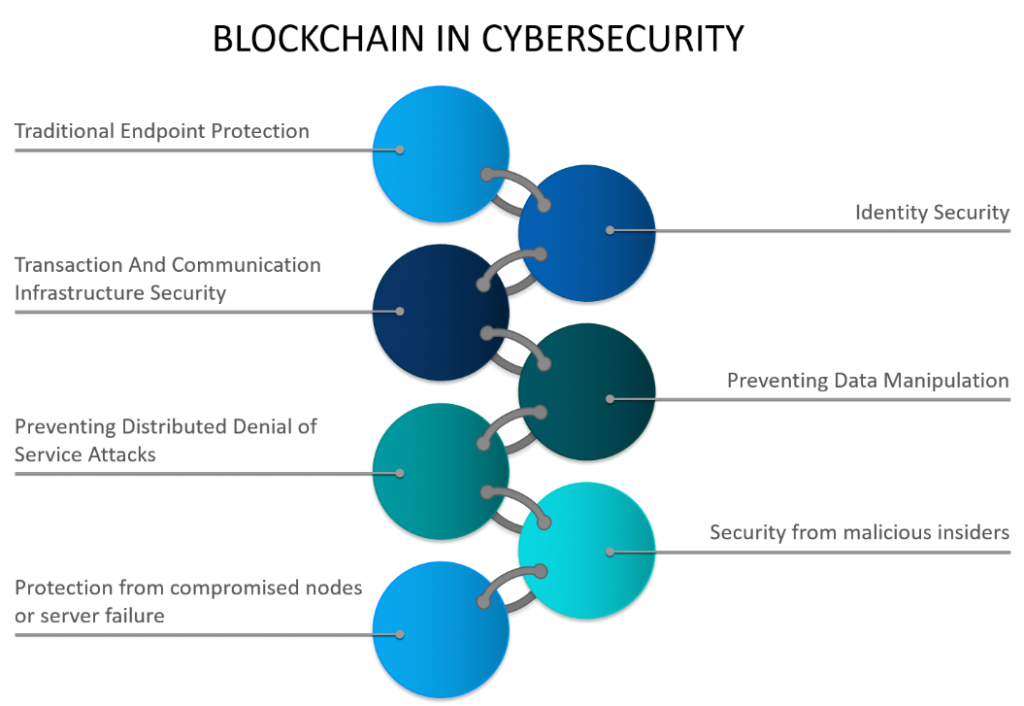 BLOCKCHAIN IN CYBERSECURITY
Traditional Endpoint Protection
Identity Security
Transaction And Communication
Infrastructure Security
Preventing Data Manipulation
Preventing Distributed Denial of
Service Attacks
Security from malicious insiders
Protection from compromised nodes
or server failure